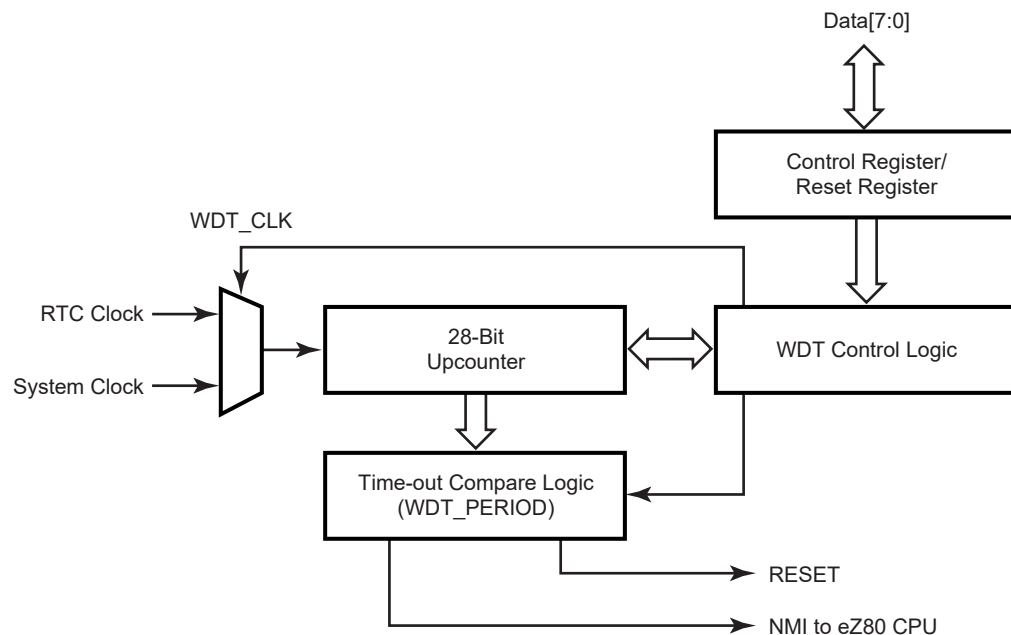 Data[7:0]
Control Register/
Reset Register
WDT_CLK
RTC Clock
28-Bit
Upcounter
WDT Control Logic
System Clock
Time-out Compare Logic
(WDT_PERIOD)
RESET
NMI to eZ80 CPU